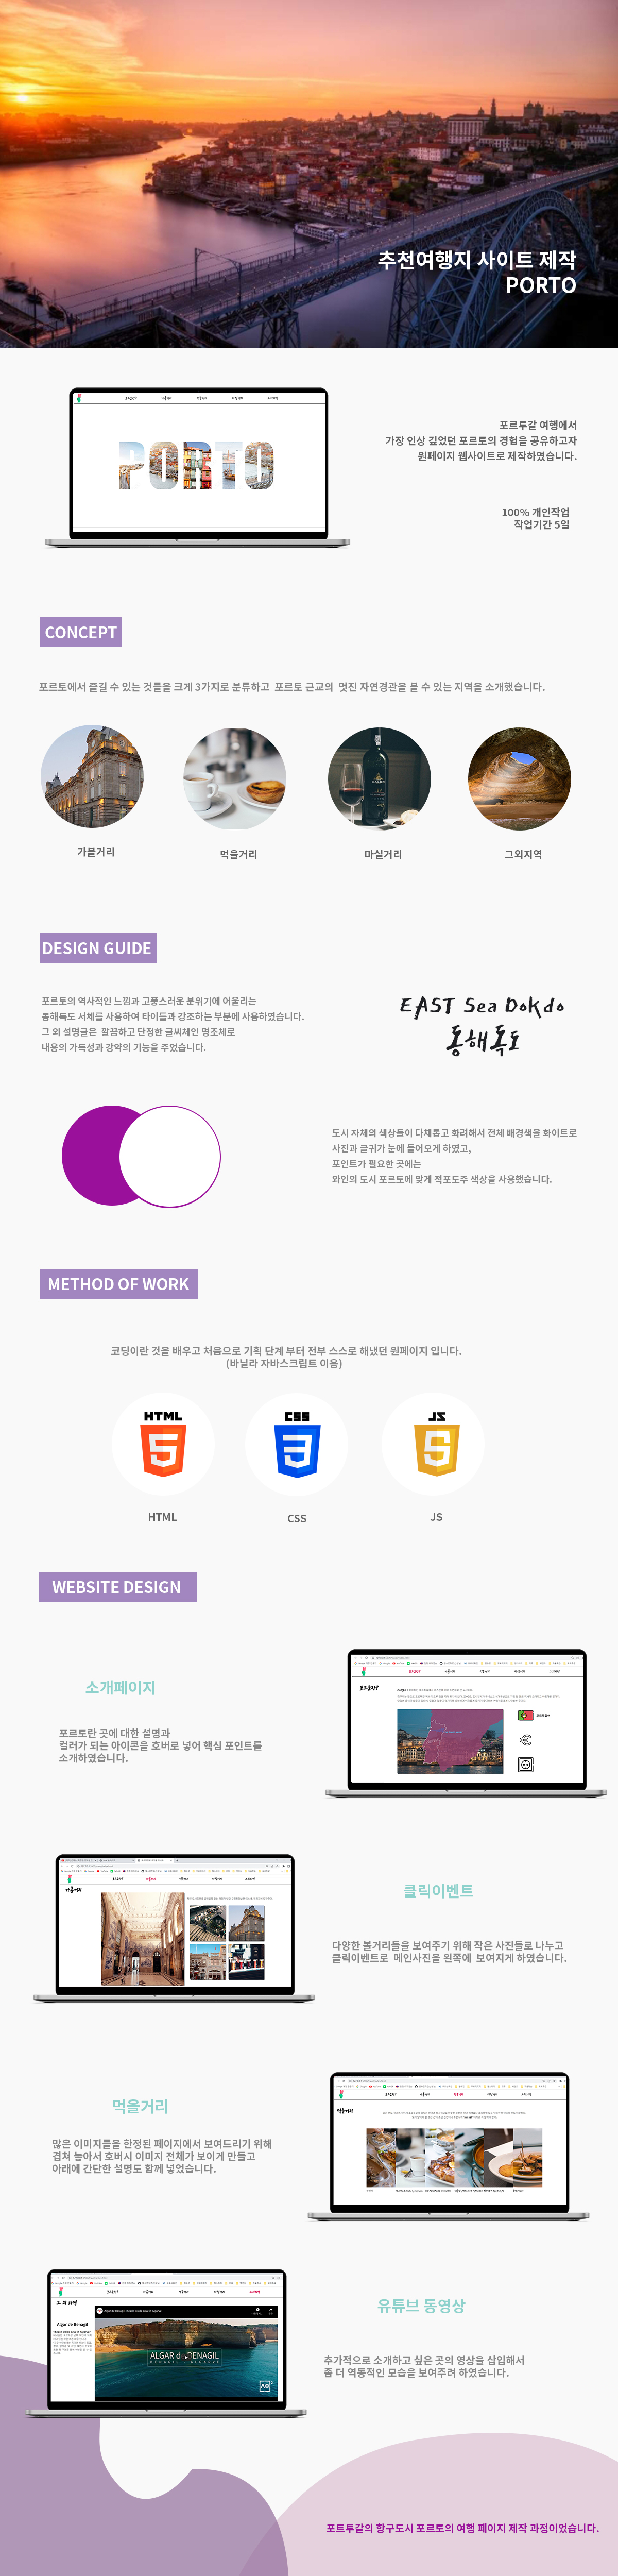 추천여행지 사이트 제작
PORTO
PORTO
포르투갈 여행에서
가장 인상 깊었던 포르토의 경험을 공유하고자
원페이지 웹사이트로 제작하였습니다.
100% 개인작업
작업기간 5일
CONCEPT
포르토에서 즐길 수 있는 것들을 크게 3가지로 분류하고 포르토 근교의 멋진 자연경관을 볼 수 있는 지역을 소개했습니다.
가볼거리
먹을거리
마실거리
그외지역
DESIGN GUIDE
포르토의 역사적인 느낌과 고풍스러운 분위기에 어울리는
동해독도 서체를 사용하여 타이틀과 강조하는 부분에 사용하였습니다.
그 외 설명글은 깔끔하고 단정한 글씨체인 명조체로
내용의 가독성과 강약의 기능을 주었습니다.
EAST Sea Dokdo
동해독도
도시 자체의 색상들이 다채롭고 화려해서 전체 배경색을 화이트로
사진과 글귀가 눈에 들어오게 하였고,
포인트가 필요한 곳에는
와인의 도시 포르토에 맞게 적포도주 색상을 사용했습니다.
METHOD OF WORK
코딩이란 것을 배우고 처음으로 기획 단계 부터 전부 스스로 해냈던 원페이지 입니다.
(바닐라 자바스크립트 이용)
HTML
CSS
JS
HTML
CSS
JS
WEBSITE DESIGN
소개페이지
포르토란 곳에 대한 설명과
컬러가 되는 아이콘을 호버로 넣어 핵심 포인트를
소개하였습니다.
포르토란?
가볼거리
클릭이벤트
다양한 볼거리들을 보여주기 위해 작은 사진들로 나누고
클릭이벤트로 메인사진을 왼쪽에 보여지게 하였습니다.
먹을거리
많은 이미지들을 한정된 페이지에서 보여드리기 위해
겹쳐 놓아서 호버시 이미지 전체가 보이게 만들고
아래에 간단한 설명도 함께 넣었습니다.
먹을거리
그 외 지역
Algar de Benagil
ALGAR de BENAGIL
유튜브 동영상
추가적으로 소개하고 싶은 곳의 영상을 삽입해서
좀 더 역동적인 모습을 보여주려 하였습니다.
포트투갈의 항구도시 포르토의 여행 페이지 제작 과정이었습니다.